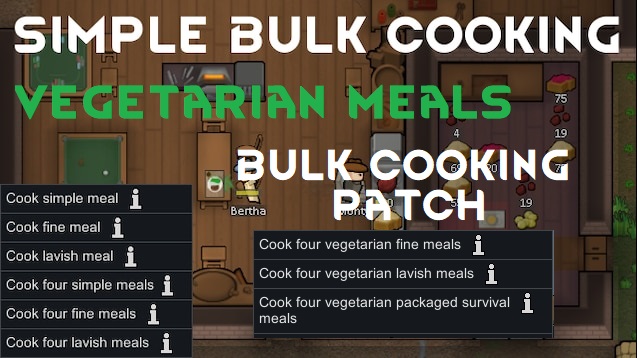 SIMPLE BULK COOKING
VEGETARIAN MEALS
BULK COOKING
PATCH
75
4
19
19
Bertha
Cook simple meal
Cook fine meal
Cook lavish meal
Cook four simple meals
Cook four fine meals
Cook four lavish meals
Cook four vegetarian fine meals
Cook four vegetarian lavish meals
Cook four vegetarian packaged survival
meals